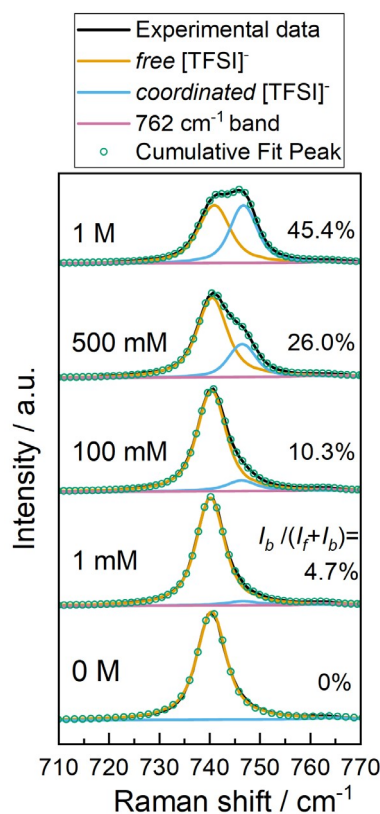 Experimental data
free [TFSI]⁻
coordinated [TFSI]⁻
762 cm⁻¹ band
Cumulative Fit Peak
1 M
45.4%
500 mM
26.0%
100 mM
10.3%
I_b /(I_f+I_b)=
1 mM
4.7%
0 M
0%
Intensity / a.u.
710 720 730 740 750 760 770
Raman shift / cm⁻¹